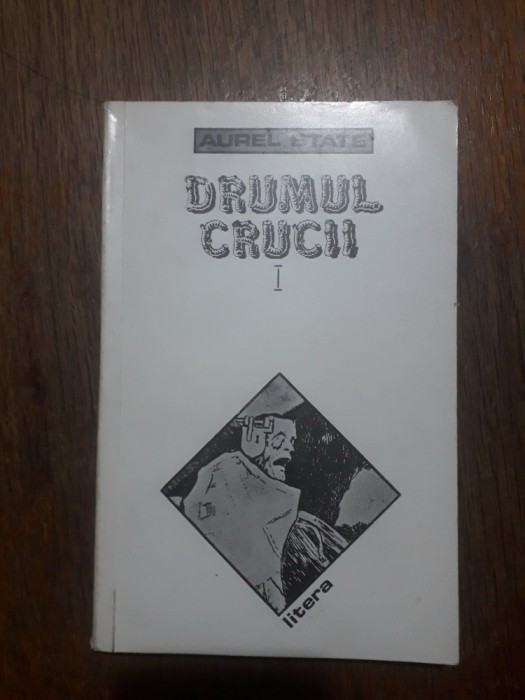 AUREL STATE
DRUMUL
CRUCII
I
litera